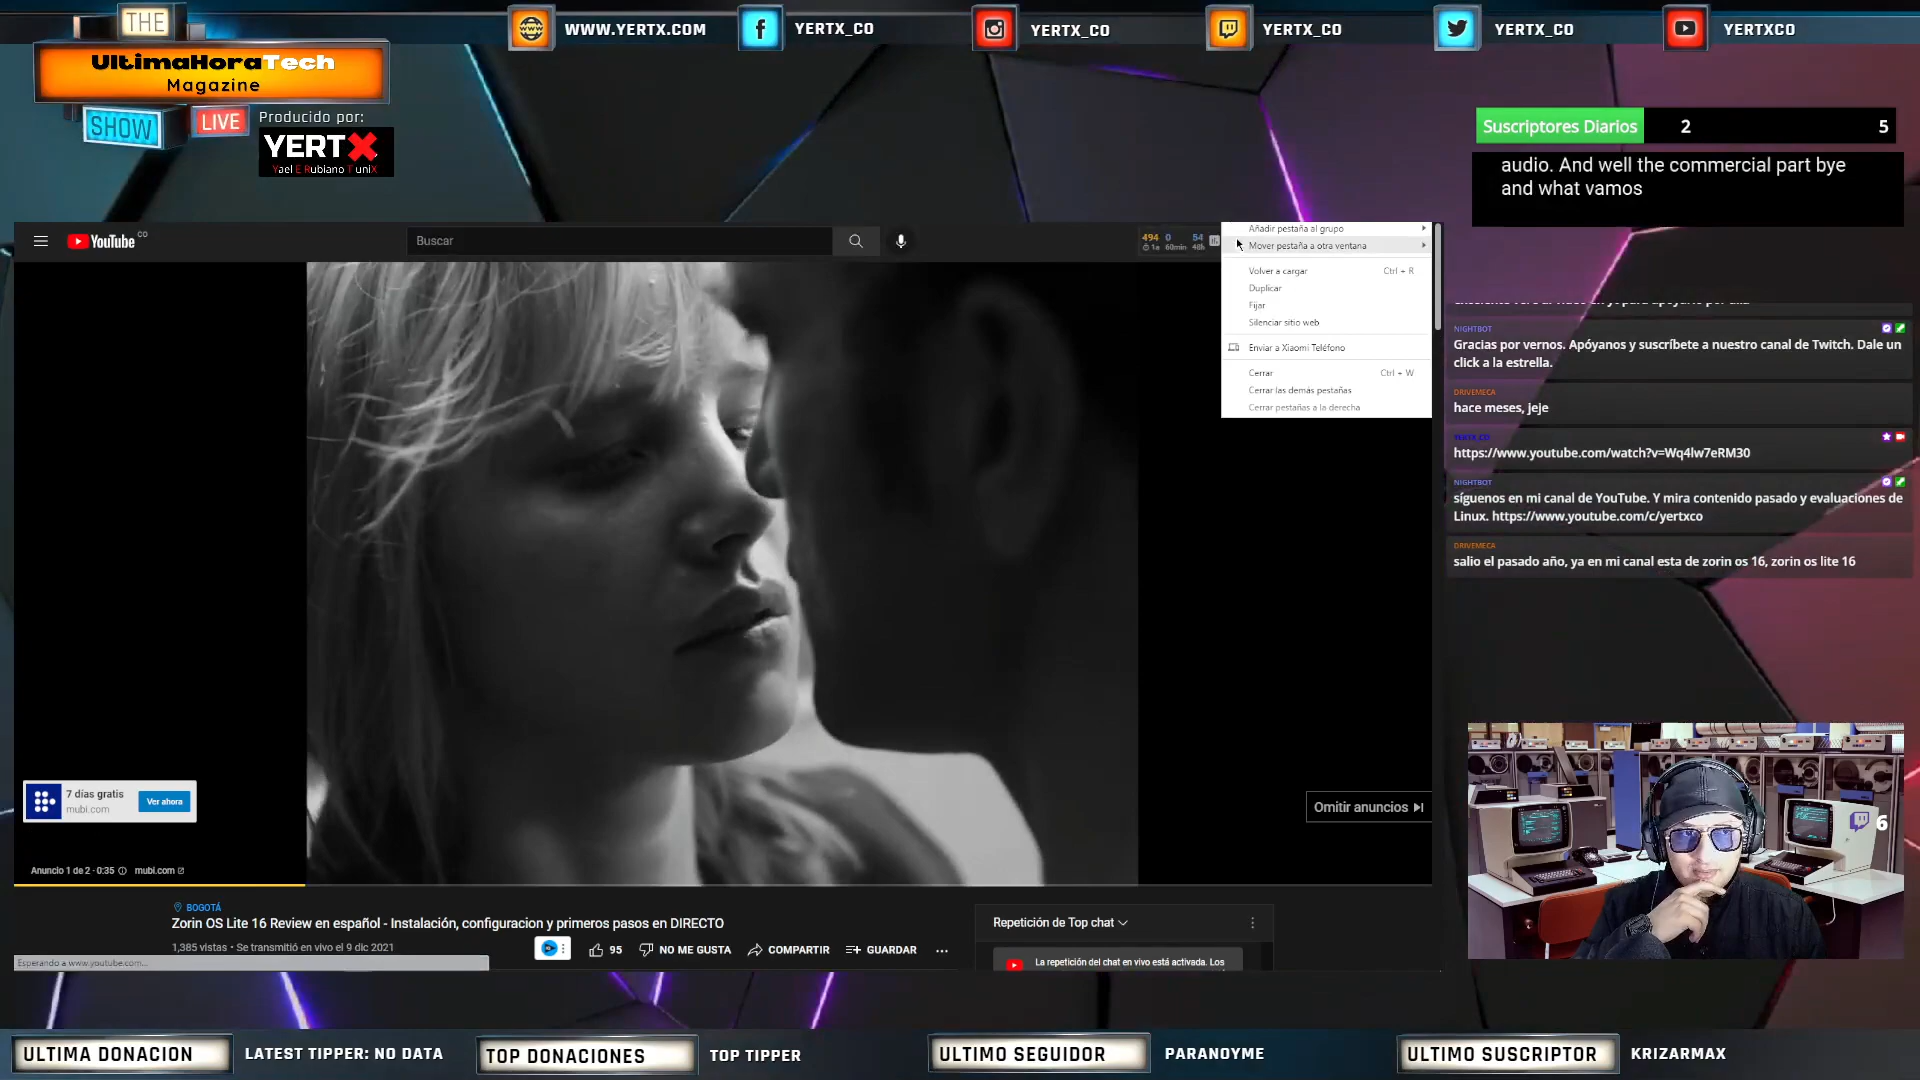 THE
UltimaHoraTech
Magazine
SHOW
LIVE
Producido por:
YERTX
Yael E Rubiano T uniX
WWW.YERTX.COM
YERTX_CO
YERTX_CO
YERTX_CO
YERTX_CO
YERTXCO
Suscriptores Diarios 2 5
audio. And well the commercial part bye
and what vamos
YouTube CO
Buscar
494 0 54
1a 60min 48h
Añadir pestaña al grupo
Mover pestaña a otra ventana
Volver a cargar Ctrl + R
Duplicar
Fijar
Silenciar sitio web
Enviar a Xiaomi Teléfono
Cerrar Ctrl + W
Cerrar las demás pestañas
Cerrar pestañas a la derecha
NIGHTBOT
Gracias por vernos. Apóyanos y suscríbete a nuestro canal de Twitch. Dale un
click a la estrella.
DRIVEMECA
hace meses, jeje
YERTX_CO
https://www.youtube.com/watch?v=Wq4lw7eRM30
NIGHTBOT
síguenos en mi canal de YouTube. Y mira contenido pasado y evaluaciones de
Linux. https://www.youtube.com/c/yertxco
DRIVEMECA
salio el pasado año, ya en mi canal esta de zorin os 16, zorin os lite 16
7 días gratis
mubi.com
Ver ahora
Omitir anuncios
Anuncio 1 de 2 · 0:35 mubi.com
6
BOGOTÁ
Zorin OS Lite 16 Review en español - Instalación, configuracion y primeros pasos en DIRECTO
1,385 vistas • Se transmitió en vivo el 9 dic 2021
95 NO ME GUSTA COMPARTIR GUARDAR
Esperando a www.youtube.com...
Repetición de Top chat
La repetición del chat en vivo está activada. Los
ULTIMA DONACION
LATEST TIPPER: NO DATA
TOP DONACIONES
TOP TIPPER
ULTIMO SEGUIDOR
PARANOYME
ULTIMO SUSCRIPTOR
KRIZARMAX